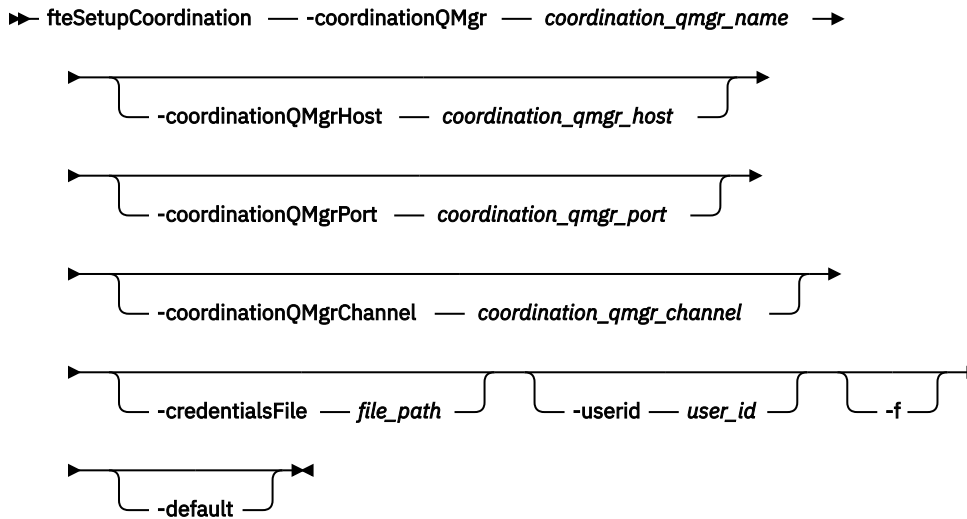 fteSetupCoordination -coordinationQMgr coordination_qmgr_name
-coordinationQMgrHost coordination_qmgr_host
-coordinationQMgrPort coordination_qmgr_port
-coordinationQMgrChannel coordination_qmgr_channel
-credentialsFile file_path -userid user_id -f
-default